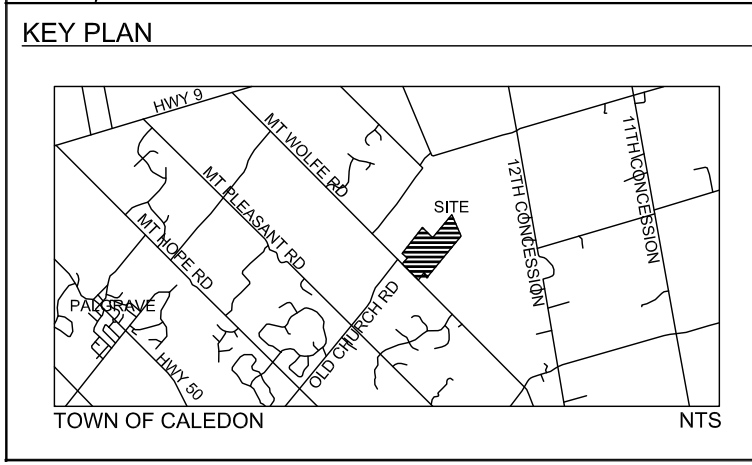 KEY PLAN
HWY 9
MT WOLFE RD
MT PLEASANT RD
MT HOPE RD
12TH CONCESSION
11TH CONCESSION
SITE
PALGRAVE
OLD CHURCH RD
HWY 50
TOWN OF CALEDON
NTS